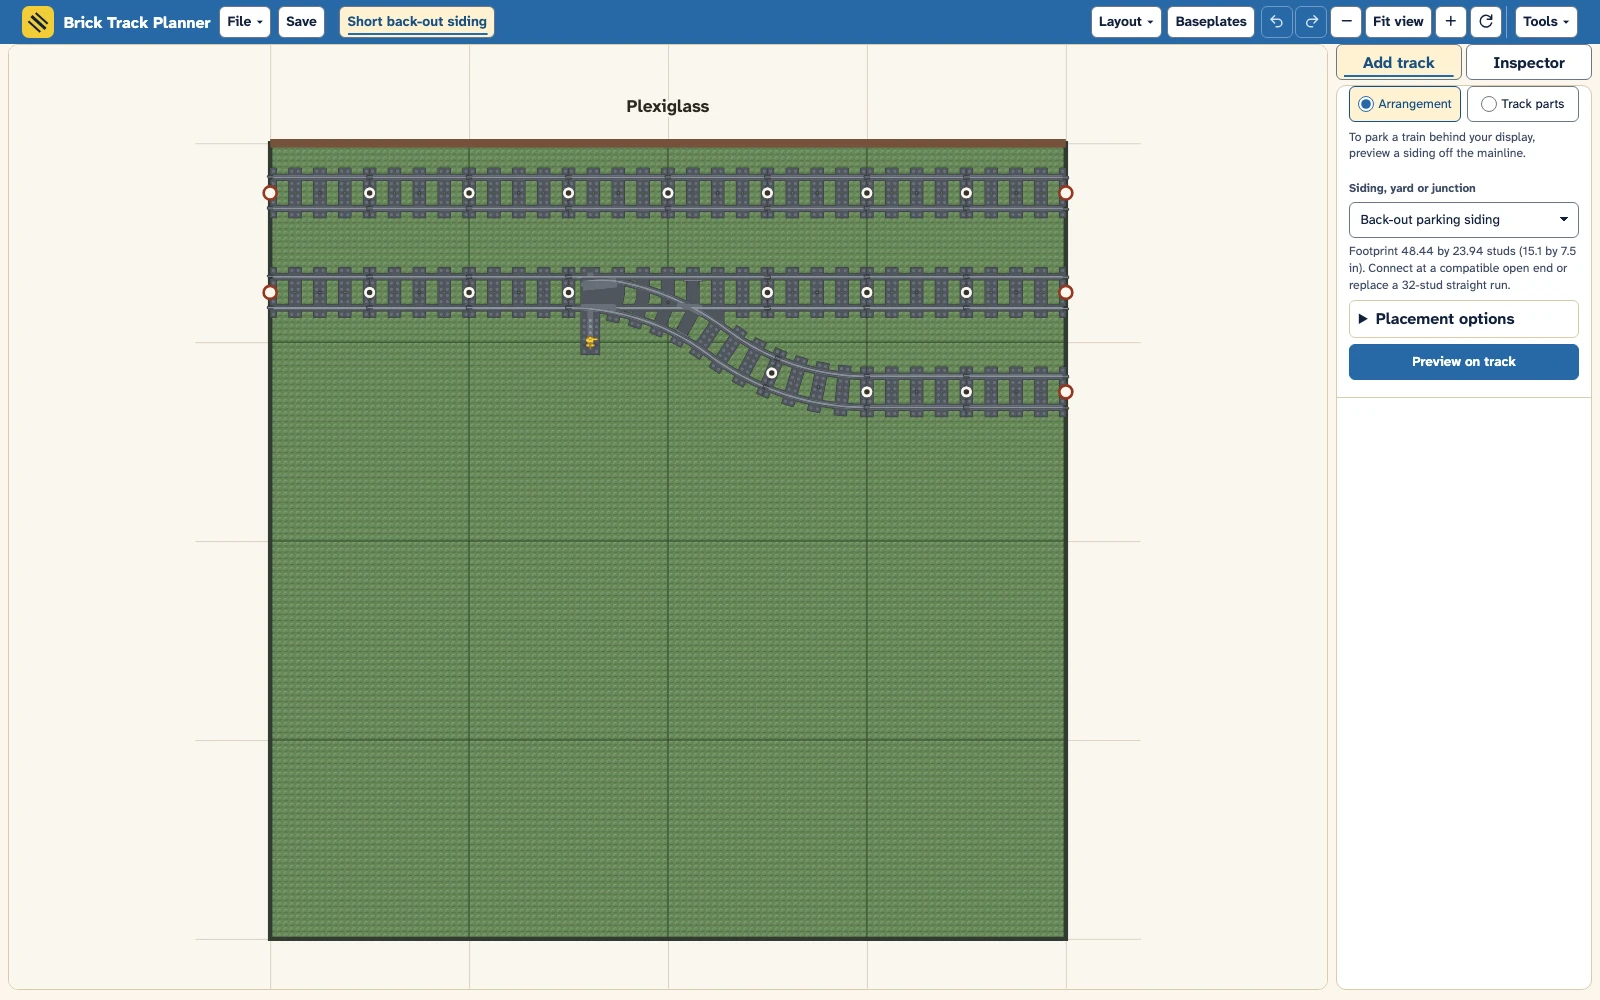 Brick Track Planner
File
Save
Short back-out siding
Layout
Baseplates
Fit view
Tools
Add track
Inspector
Plexiglass
Arrangement
Track parts
To park a train behind your display,
preview a siding off the mainline.
Siding, yard or junction
Back-out parking siding
Footprint 48.44 by 23.94 studs (15.1 by 7.5
in). Connect at a compatible open end or
replace a 32-stud straight run.
Placement options
Preview on track